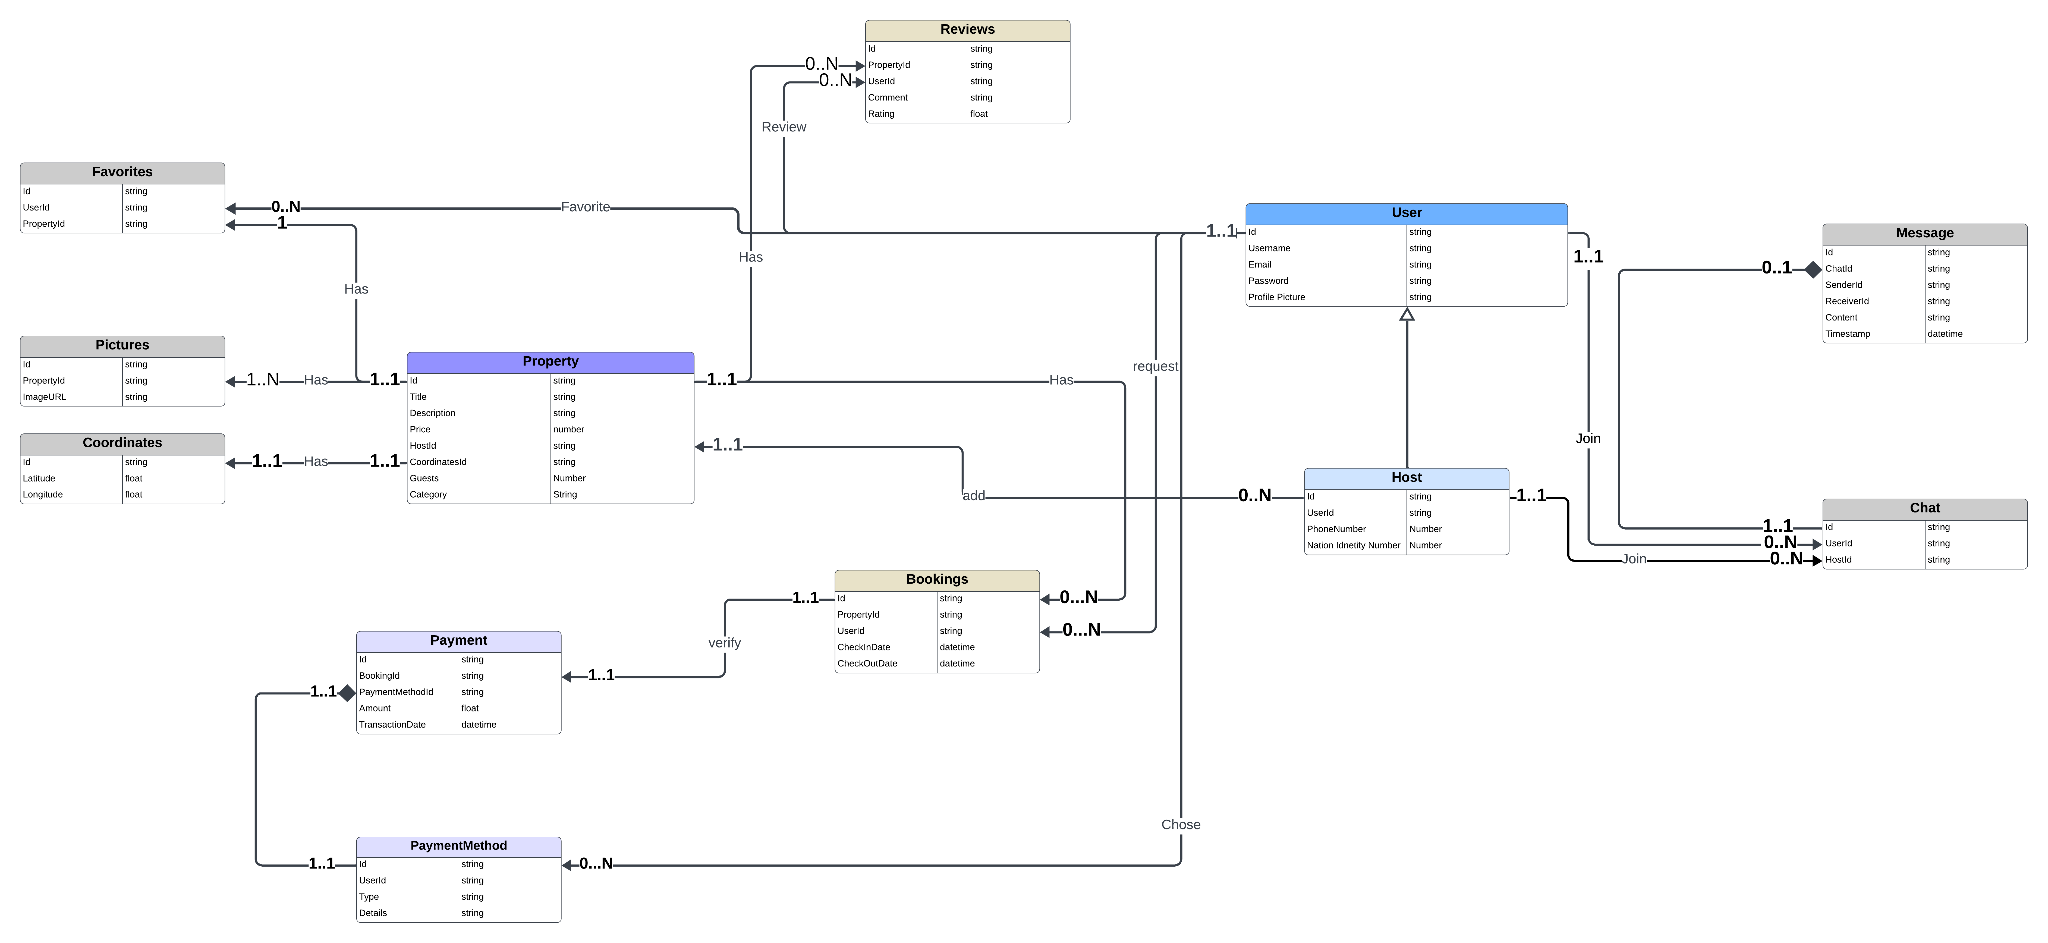 Reviews
Id string
PropertyId string
UserId string
Comment string
Rating float
0..N
0..N
Review
Has
Favorites
Id string
UserId string
PropertyId string
0..N
Favorite
1
Has
User
Id string
Username string
Email string
Password string
Profile Picture string
1..1
1..1
Message
Id string
ChatId string
SenderId string
ReceiverId string
Content string
Timestamp datetime
0..1
Pictures
Id string
PropertyId string
ImageURL string
1..N
Has
1..1
Property
Id string
Title string
Description string
Price number
HostId string
CoordinatesId string
Guests Number
Category String
1..1
Has
request
1..1
Coordinates
Id string
Latitude float
Longitude float
1..1
Has
1..1
add
0..N
Host
Id string
UserId string
PhoneNumber Number
Nation Idnetity Number Number
1..1
Join
Join
Chat
Id string
UserId string
HostId string
1..1
0..N
0..N
Bookings
Id string
PropertyId string
UserId string
CheckInDate datetime
CheckOutDate datetime
0...N
0...N
1..1
verify
1..1
Payment
Id string
BookingId string
PaymentMethodId string
Amount float
TransactionDate datetime
1..1
Chose
PaymentMethod
Id string
UserId string
Type string
Details string
1..1
0...N